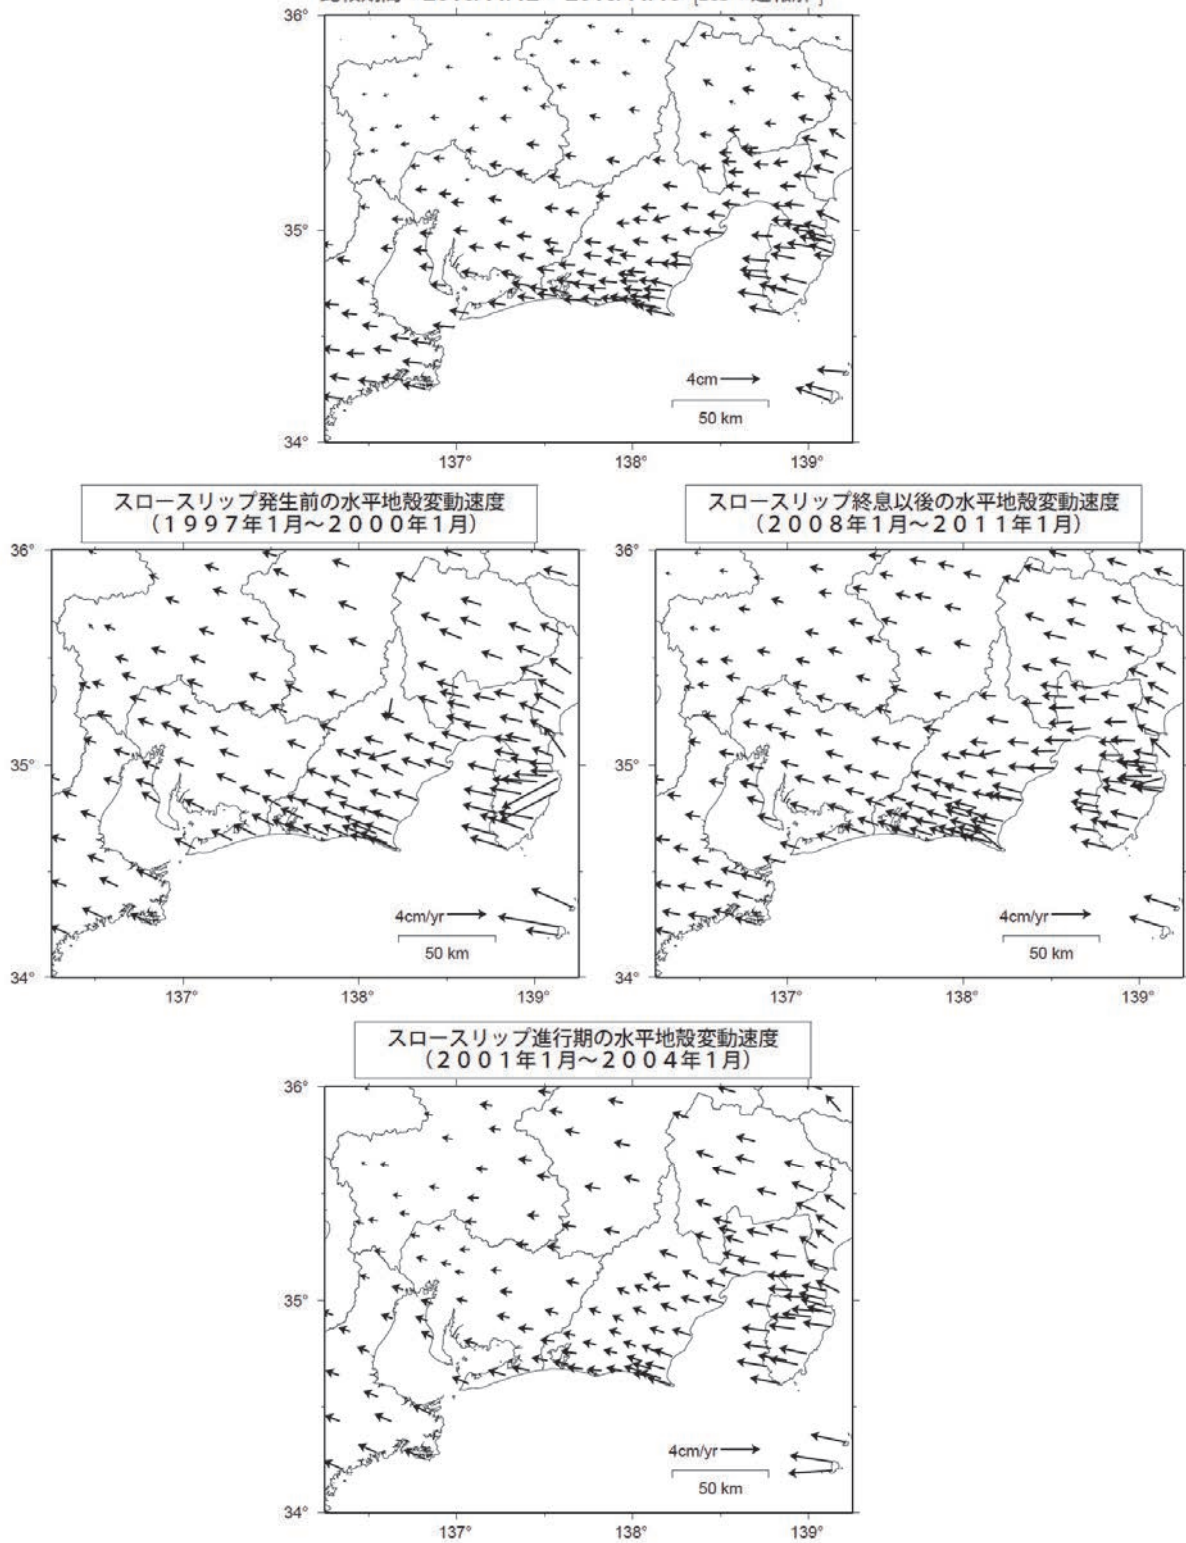 36°
35°
34°
4cm
50 km
137°
138°
139°
スロースリップ発生前の水平地殻変動速度
（１９９７年１月～２０００年１月）
36°
35°
34°
4cm/yr
50 km
137°
138°
139°
スロースリップ終息以後の水平地殻変動速度
（２００８年１月～２０１１年１月）
36°
35°
34°
4cm/yr
50 km
137°
138°
139°
スロースリップ進行期の水平地殻変動速度
（２００１年１月～２００４年１月）
36°
35°
34°
4cm/yr
50 km
137°
138°
139°